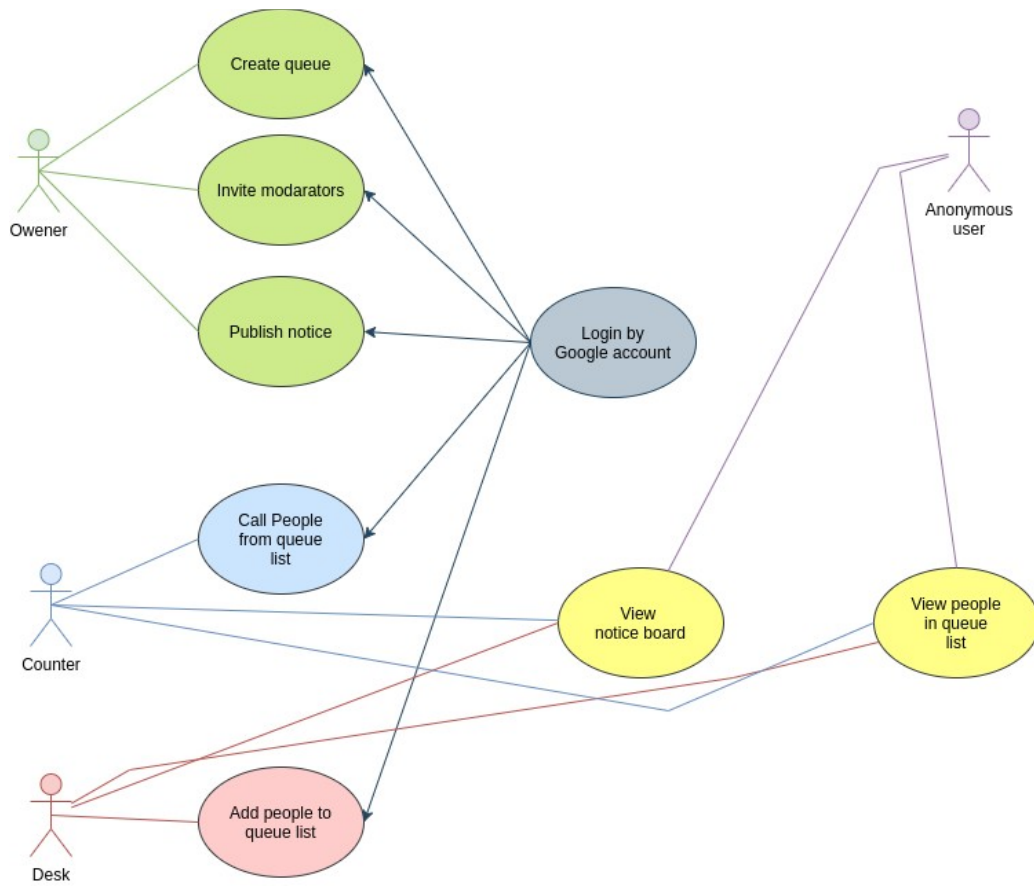 Create queue
Invite modarators
Owener
Publish notice
Anonymous
user
Login by
Google account
Call People
from queue
list
Counter
View
notice board
View people
in queue
list
Add people to
queue list
Desk